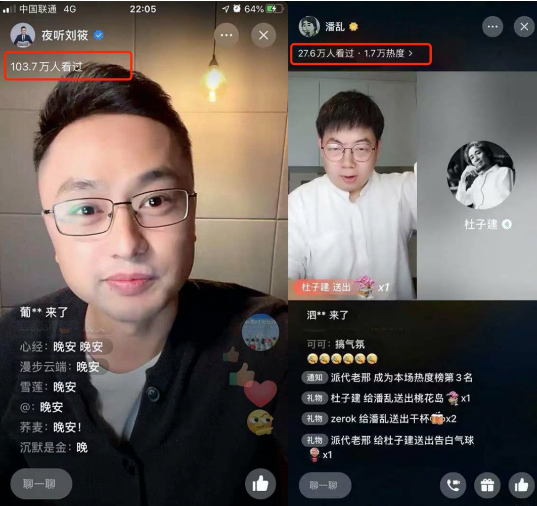 中国联通 4G
22:05
64%
夜听刘筱
103.7万人看过
葡** 来了
心经：晚安 晚安
漫步云端：晚安
雪莲：晚安
@：晚安
荞麦：晚安！
沉默是金：晚
聊一聊
潘乱
27.6万人看过 · 1.7万热度 >
杜子建
杜子建 送出 x1
泗** 来了
可可：搞气氛
通知 派代老邢 成为本场热度榜第3名
礼物 杜子建 给潘乱送出桃花岛 x1
礼物 zerok 给潘乱送出干杯 x2
礼物 派代老邢 给杜子建送出告白气球
x1
聊一聊